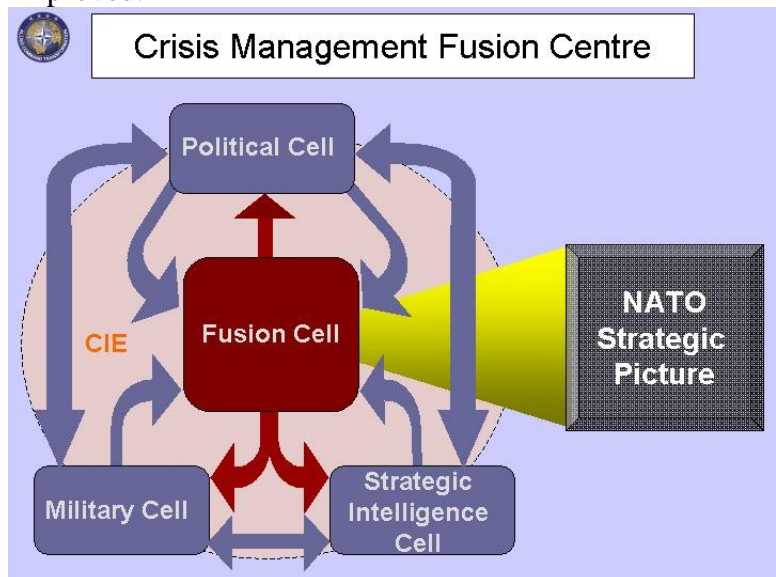 Crisis Management Fusion Centre
Political Cell
Fusion Cell
CIE
NATO
Strategic
Picture
Military Cell
Strategic
Intelligence
Cell